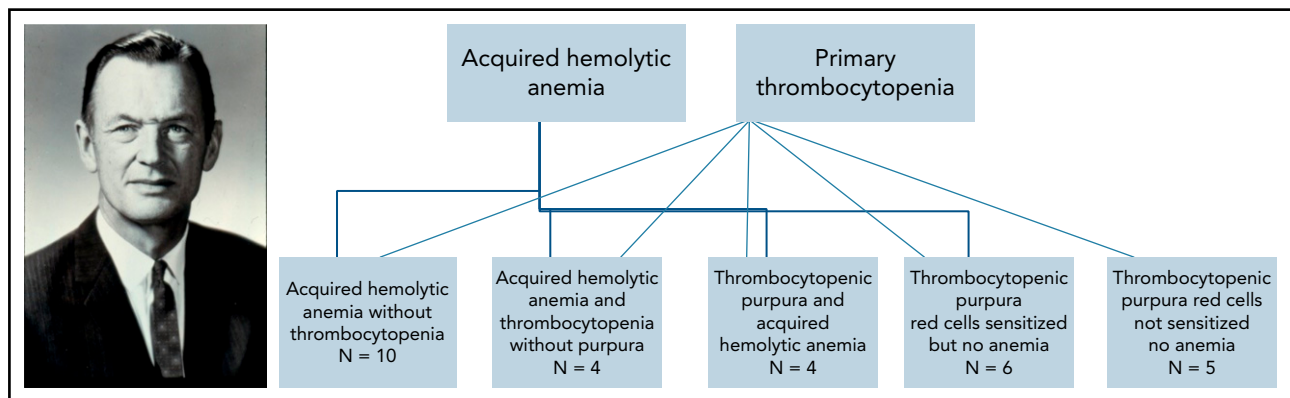 Acquired hemolytic
anemia
Primary
thrombocytopenia
Acquired hemolytic
anemia without
thrombocytopenia
N = 10
Acquired hemolytic
anemia and
thrombocytopenia
without purpura
N = 4
Thrombocytopenic
purpura and
acquired
hemolytic anemia
N = 4
Thrombocytopenic
purpura
red cells sensitized
but no anemia
N = 6
Thrombocytopenic
purpura red cells
not sensitized
no anemia
N = 5